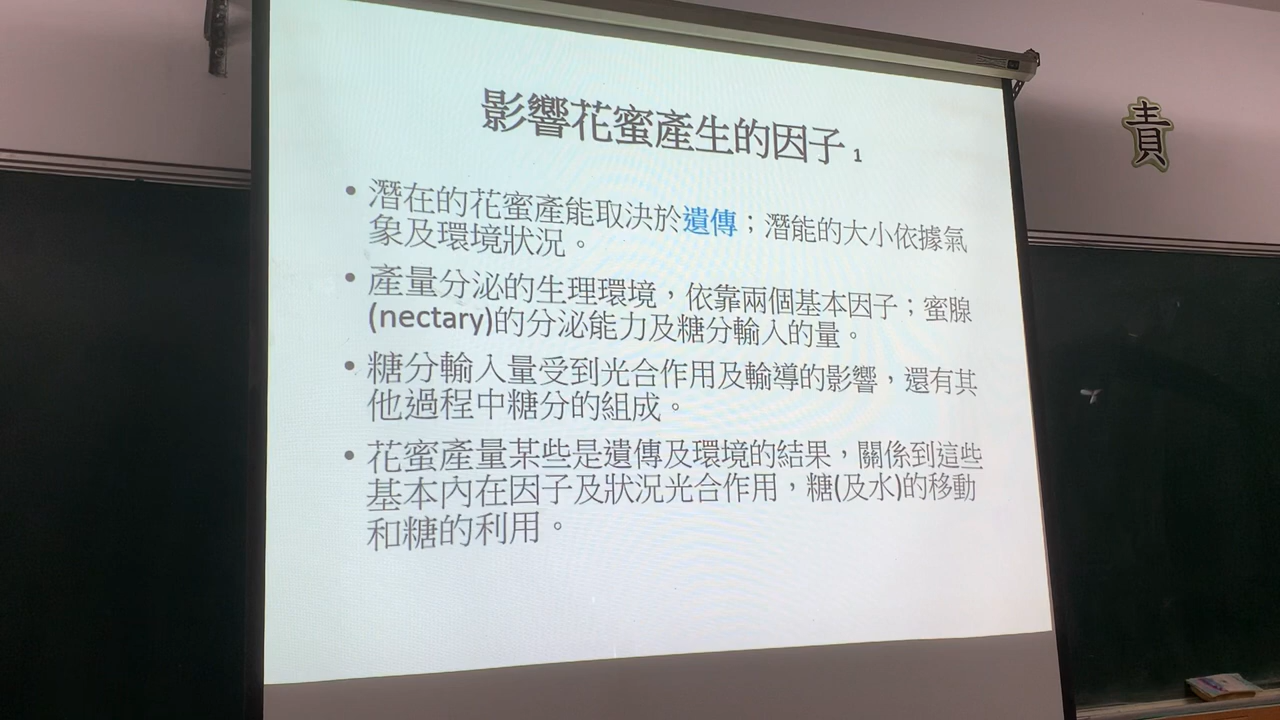 影響花蜜產生的因子 1
• 潛在的花蜜產能取決於遺傳；潛能的大小依據氣
象及環境狀況。
• 產量分泌的生理環境，依靠兩個基本因子；蜜腺
(nectary)的分泌能力及糖分輸入的量。
• 糖分輸入量受到光合作用及輸導的影響，還有其
他過程中糖分的組成。
• 花蜜產量某些是遺傳及環境的結果，關係到這些
基本內在因子及狀況光合作用，糖(及水)的移動
和糖的利用。
責